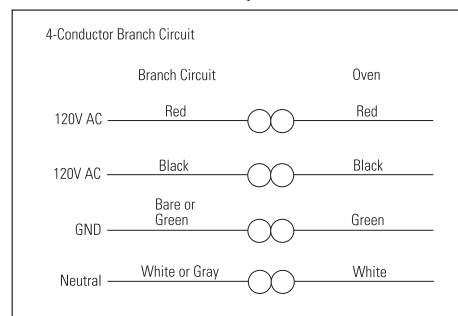 4-Conductor Branch Circuit
Branch Circuit Oven
120V AC Red Red
120V AC Black Black
Bare or
GND Green Green
Neutral White or Gray White